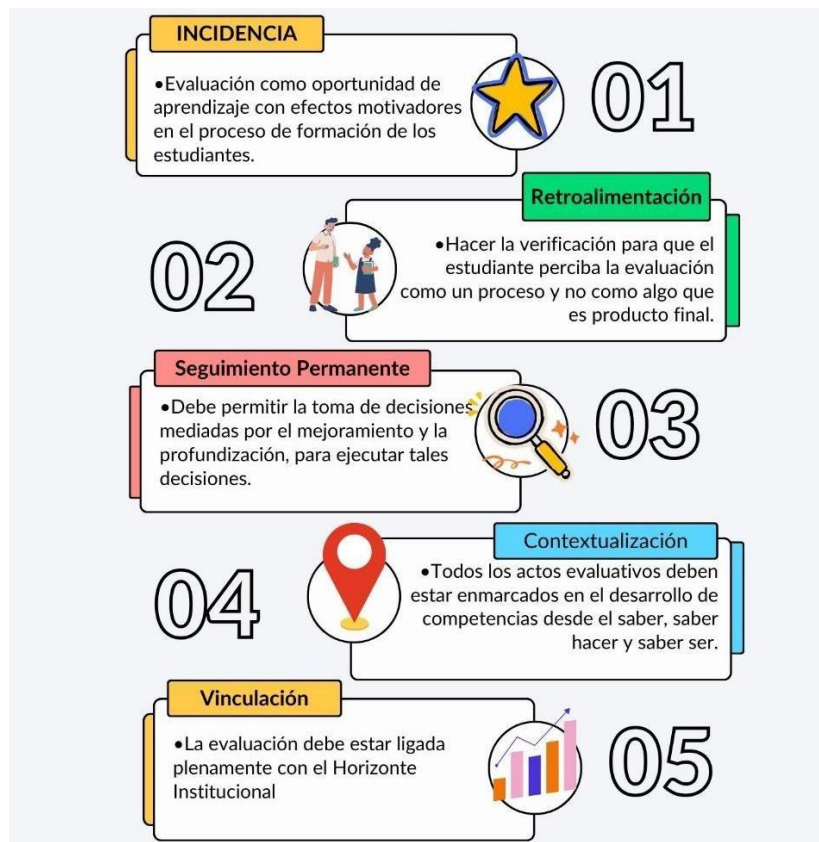 INCIDENCIA
•Evaluación como oportunidad de
aprendizaje con efectos motivadores
en el proceso de formación de los
estudiantes.
01
Retroalimentación
02
•Hacer la verificación para que el
estudiante perciba la evaluación
como un proceso y no como algo que
es producto final.
Seguimiento Permanente
•Debe permitir la toma de decisiones
mediadas por el mejoramiento y la
profundización, para ejecutar tales
decisiones.
03
Contextualización
04
•Todos los actos evaluativos deben
estar enmarcados en el desarrollo de
competencias desde el saber, saber
hacer y saber ser.
Vinculación
•La evaluación debe estar ligada
plenamente con el Horizonte
Institucional
05